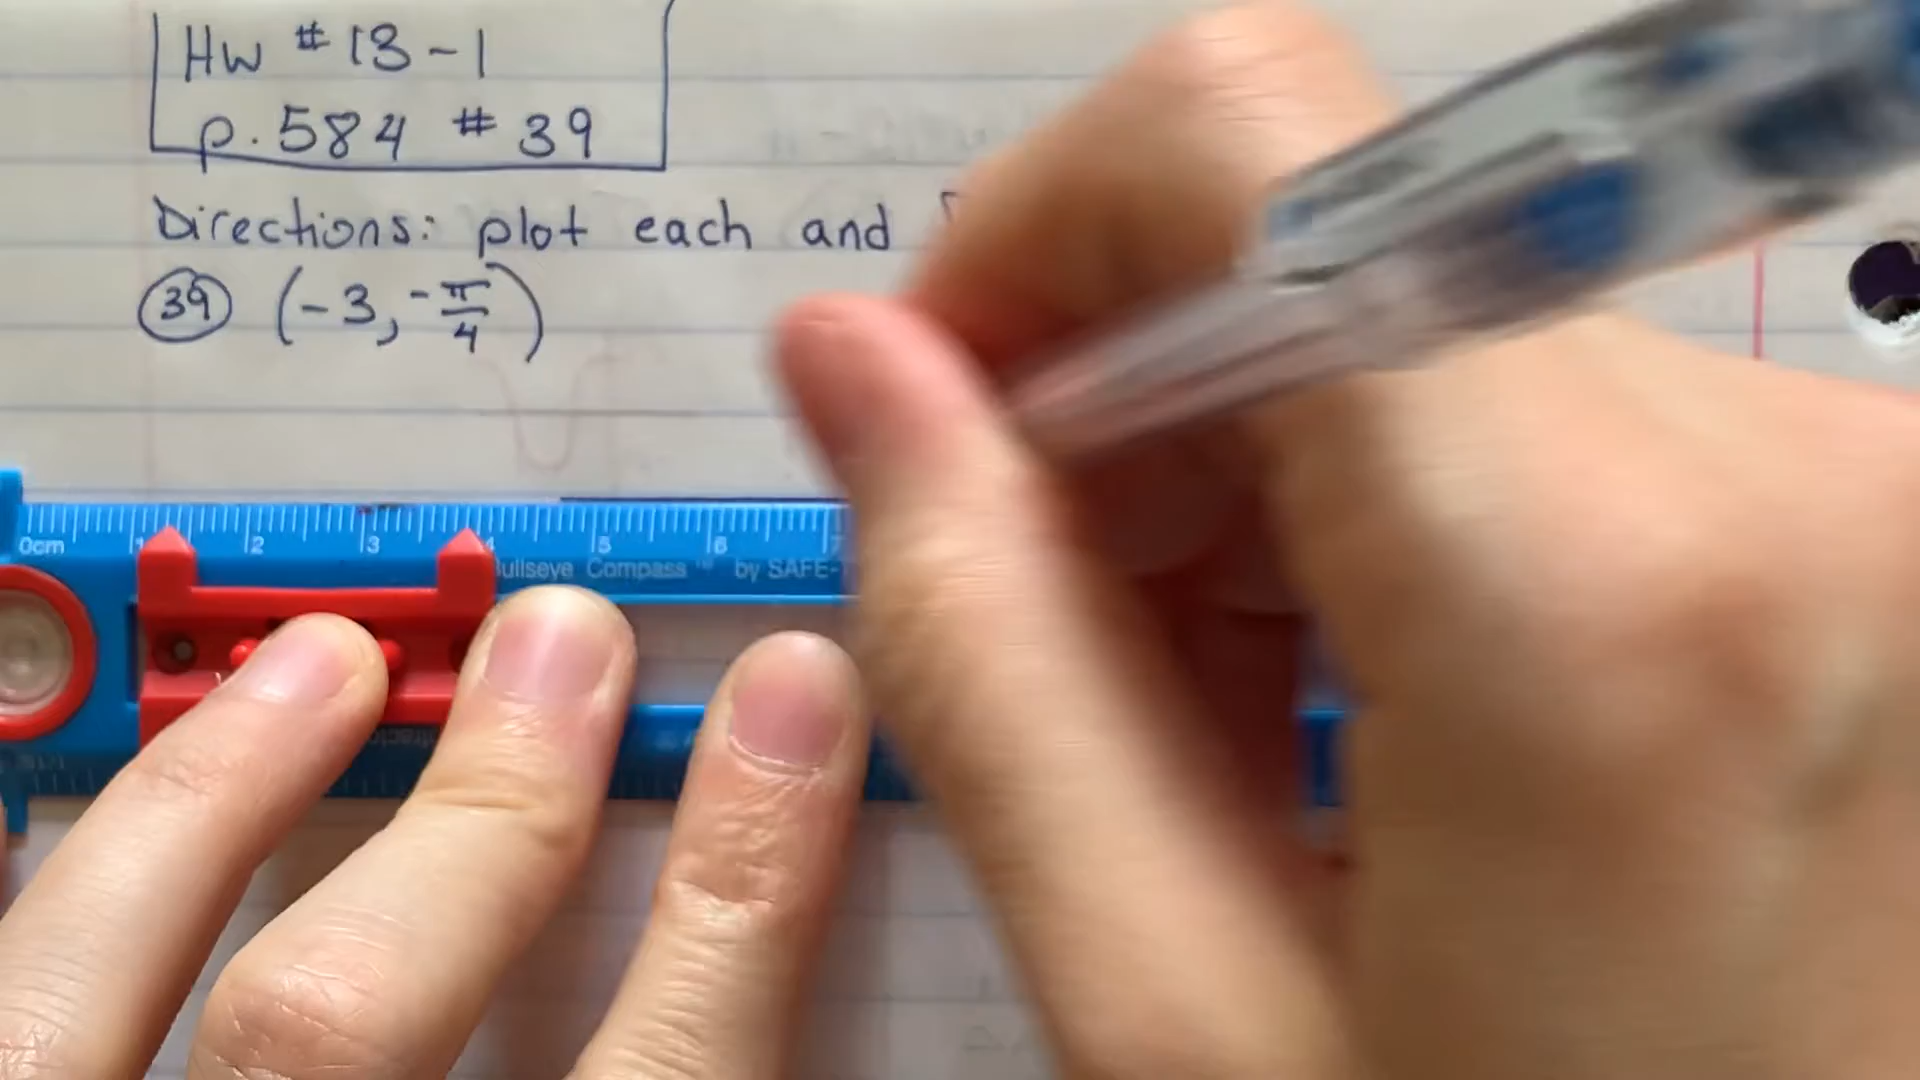 Hw #13-1
p. 584 # 39
Directions: plot each and
39 (-3, -π/4)
0cm 1 2 3 4 5 6 7
Bullseye Compass ™ by SAFE-T